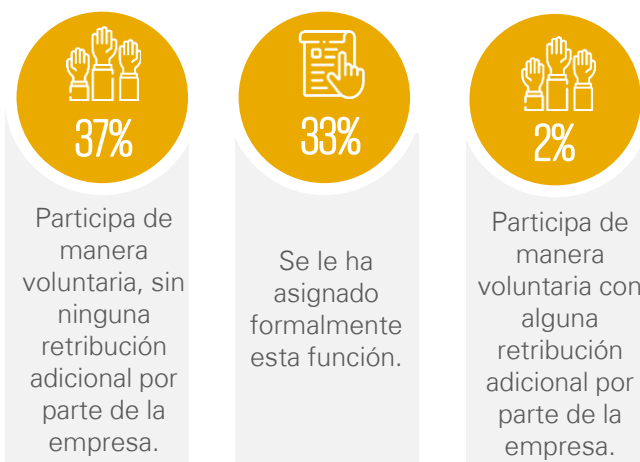 37%
Participa de
manera
voluntaria, sin
ninguna
retribución
adicional por
parte de la
empresa.
33%
Se le ha
asignado
formalmente
esta función.
2%
Participa de
manera
voluntaria con
alguna
retribución
adicional por
parte de la
empresa.